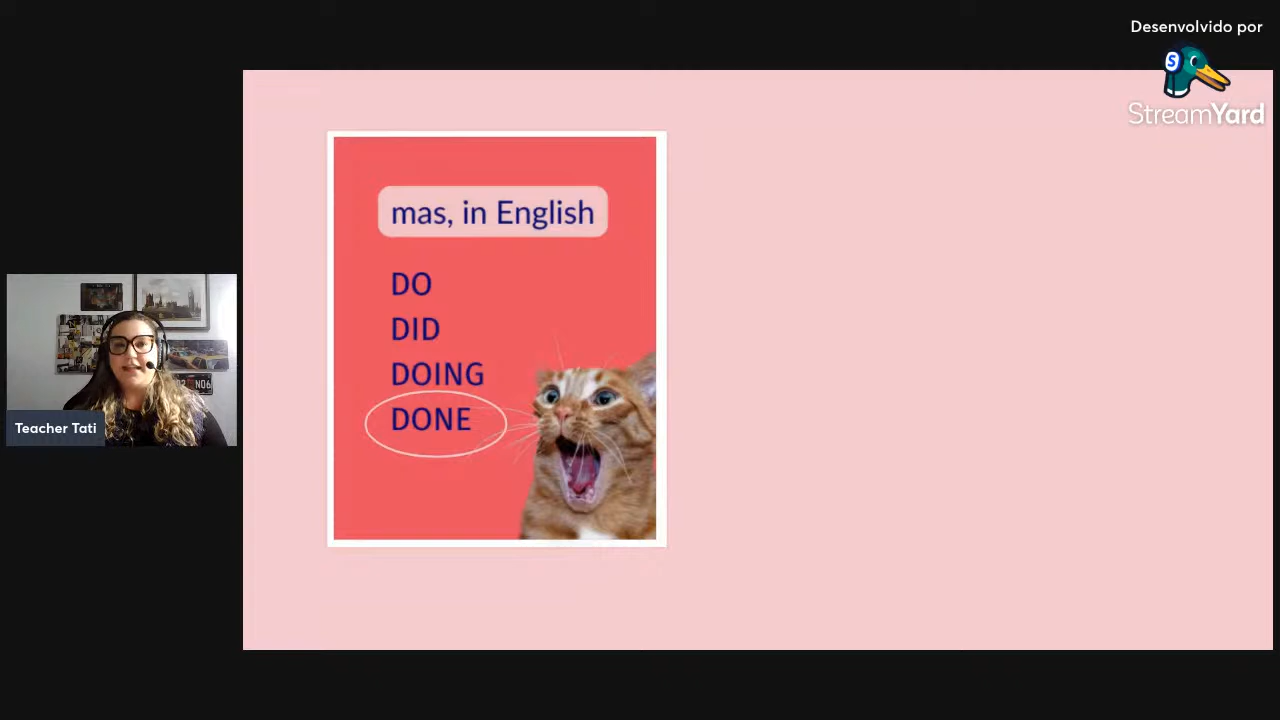 Desenvolvido por
StreamYard
mas, in English
DO
DID
DOING
DONE
Teacher Tati